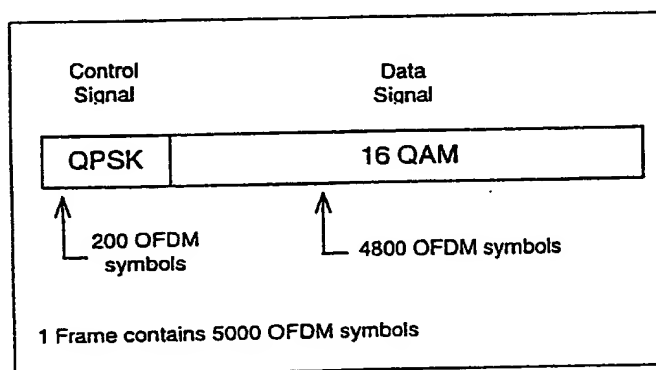 Control
Signal
Data
Signal
QPSK
16 QAM
200 OFDM
symbols
4800 OFDM symbols
1 Frame contains 5000 OFDM symbols